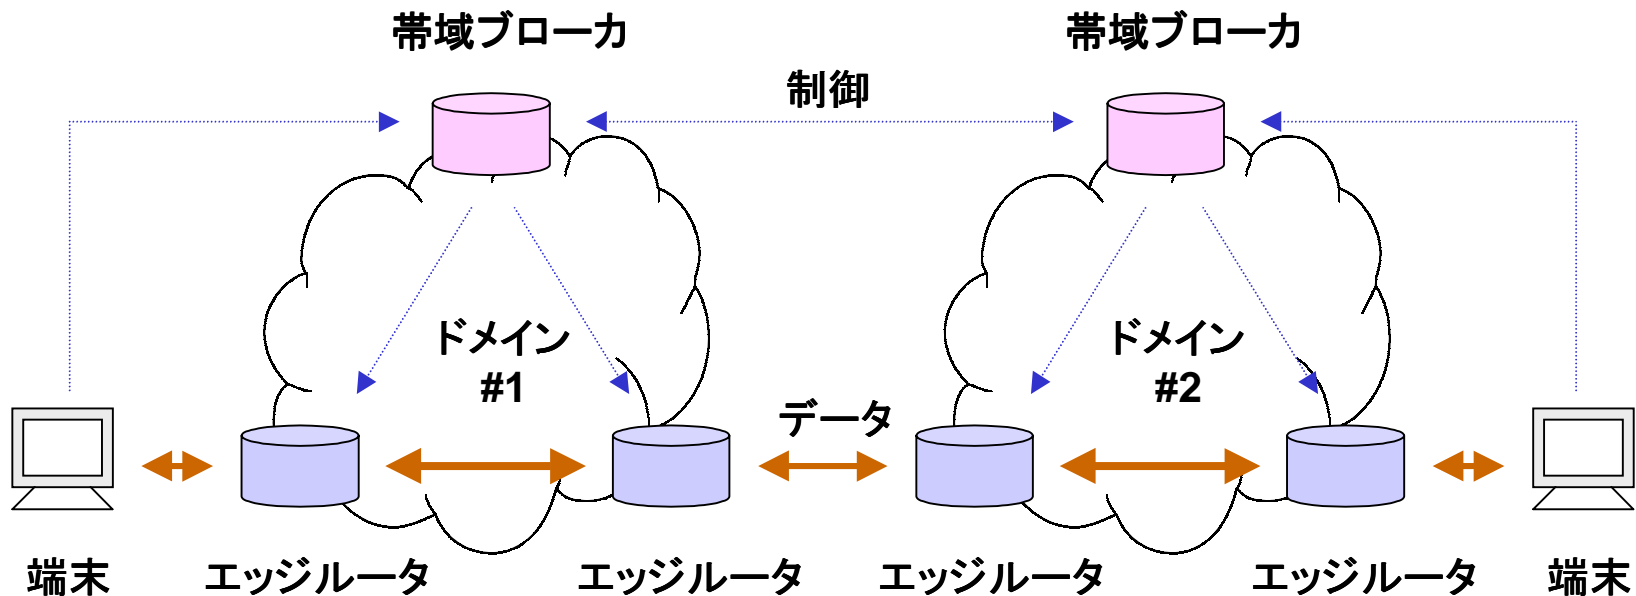 帯域ブローカ
帯域ブローカ
制御
ドメイン
#1
ドメイン
#2
データ
端末
エッジルータ
エッジルータ
エッジルータ
エッジルータ
端末